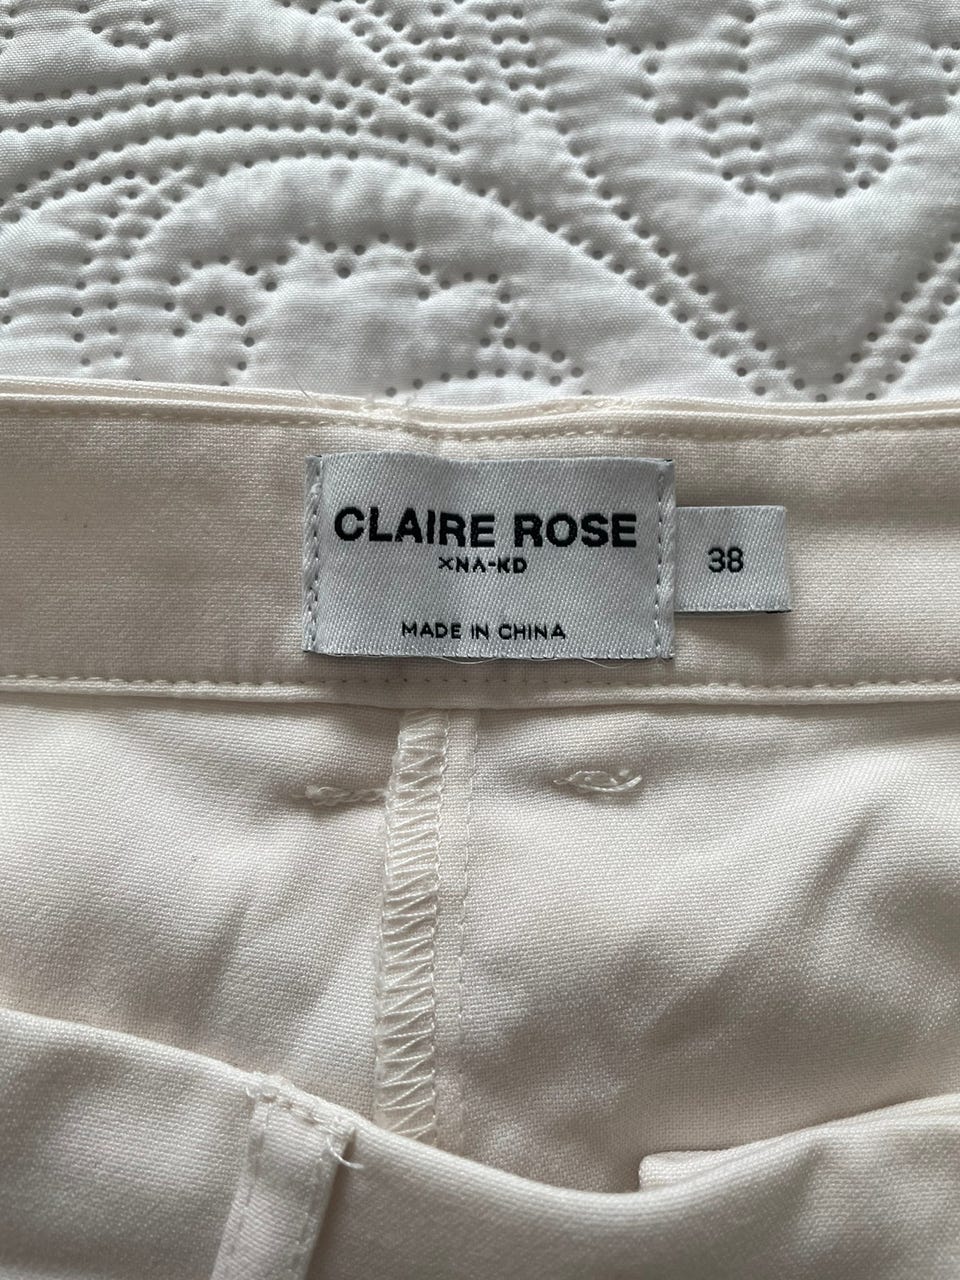 CLAIRE ROSE
×NA-KD
MADE IN CHINA
38